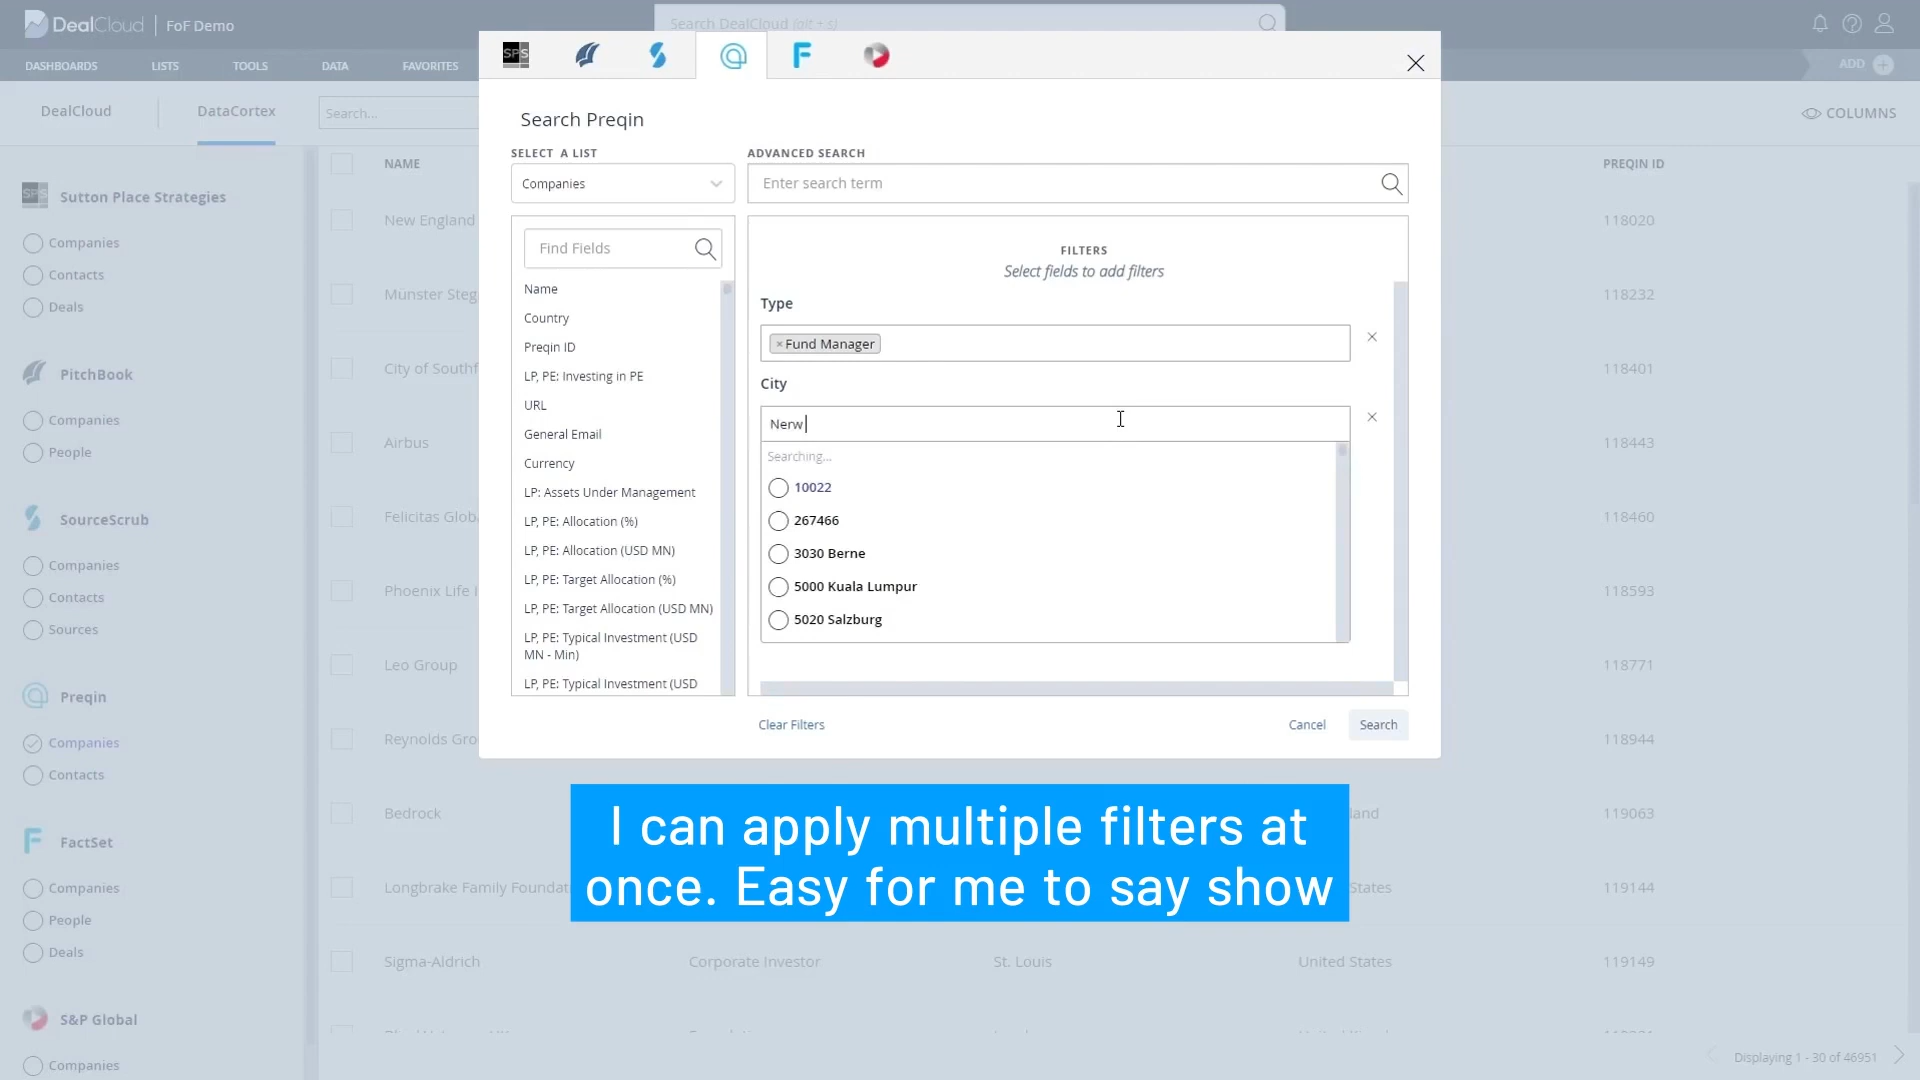 DealCloud | FoF Demo
Search DealCloud (alt + s)
DASHBOARDS LISTS TOOLS DATA FAVORITES
ADD
DealCloud DataCortex Search...
COLUMNS
SPS
Search Preqin
SELECT A LIST
Companies
ADVANCED SEARCH
Enter search term
Find Fields
Name
Country
Preqin ID
LP, PE: Investing in PE
URL
General Email
Currency
LP: Assets Under Management
LP, PE: Allocation (%)
LP, PE: Allocation (USD MN)
LP, PE: Target Allocation (%)
LP, PE: Target Allocation (USD MN)
LP, PE: Typical Investment (USD
MN - Min)
LP, PE: Typical Investment (USD
FILTERS
Select fields to add filters
Type
× Fund Manager
City
Nerw
Searching...
10022
267466
3030 Berne
5000 Kuala Lumpur
5020 Salzburg
Clear Filters
Cancel
Search
SPS
Sutton Place Strategies
Companies
Contacts
Deals
PitchBook
Companies
People
SourceScrub
Companies
Contacts
Sources
Preqin
Companies
Contacts
FactSet
Companies
People
Deals
S&P Global
Companies
NAME PREQIN ID
New England 118020
Münster Steg 118232
City of Southf 118401
Airbus 118443
Felicitas Glob 118460
Phoenix Life I 118593
Leo Group 118771
Reynolds Gro 118944
Bedrock land 119063
Longbrake Family Foundat States 119144
Sigma-Aldrich Corporate Investor St. Louis United States 119149
I can apply multiple filters at
once. Easy for me to say show
Displaying 1 - 30 of 46951